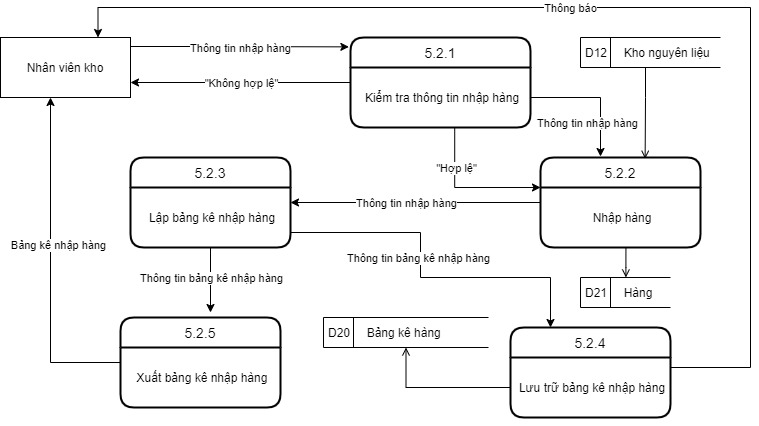 Thông báo
Nhân viên kho
Thông tin nhập hàng
"Không hợp lệ"
5.2.1
Kiểm tra thông tin nhập hàng
D12
Kho nguyên liệu
Thông tin nhập hàng
"Hợp lệ"
5.2.3
Lập bảng kê nhập hàng
Thông tin nhập hàng
5.2.2
Nhập hàng
Bảng kê nhập hàng
Thông tin bảng kê nhập hàng
Thông tin bảng kê nhập hàng
D21
Hàng
5.2.5
Xuất bảng kê nhập hàng
D20
Bảng kê hàng
5.2.4
Lưu trữ bảng kê nhập hàng